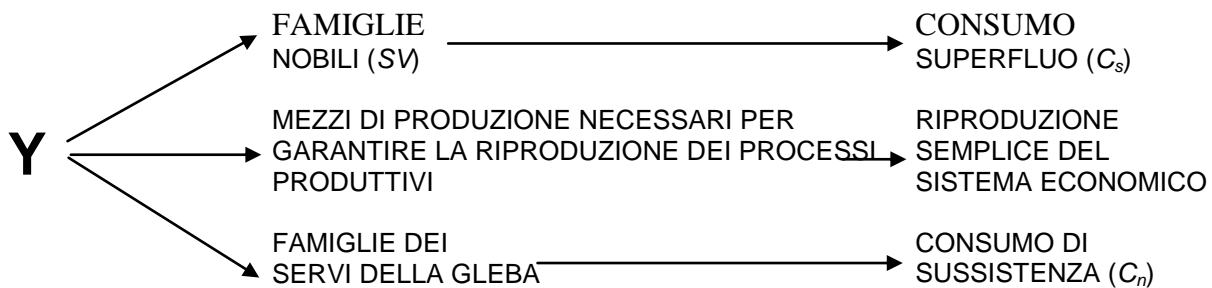 FAMIGLIE
NOBILI (SV)
CONSUMO
SUPERFLUO (Cs)
Y
MEZZI DI PRODUZIONE NECESSARI PER
GARANTIRE LA RIPRODUZIONE DEI PROCESSI
PRODUTTIVI
RIPRODUZIONE
SEMPLICE DEL
SISTEMA ECONOMICO
FAMIGLIE DEI
SERVI DELLA GLEBA
CONSUMO DI
SUSSISTENZA (Cn)